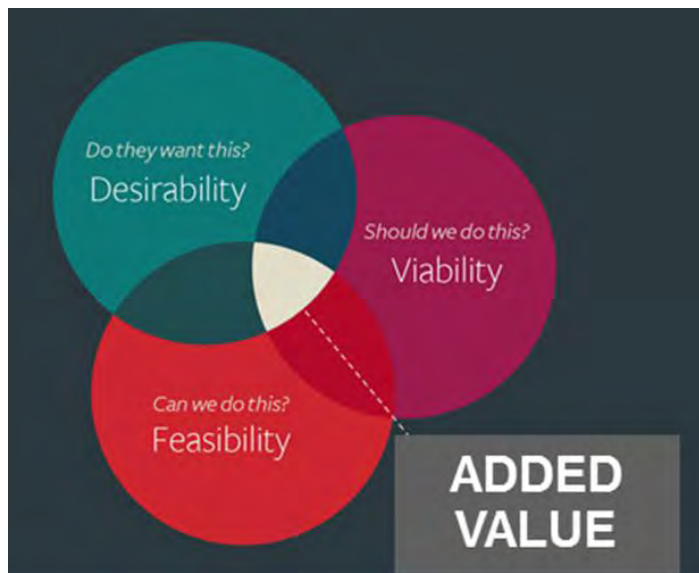 Do they want this?
Desirability
Should we do this?
Viability
Can we do this?
Feasibility
ADDED
VALUE